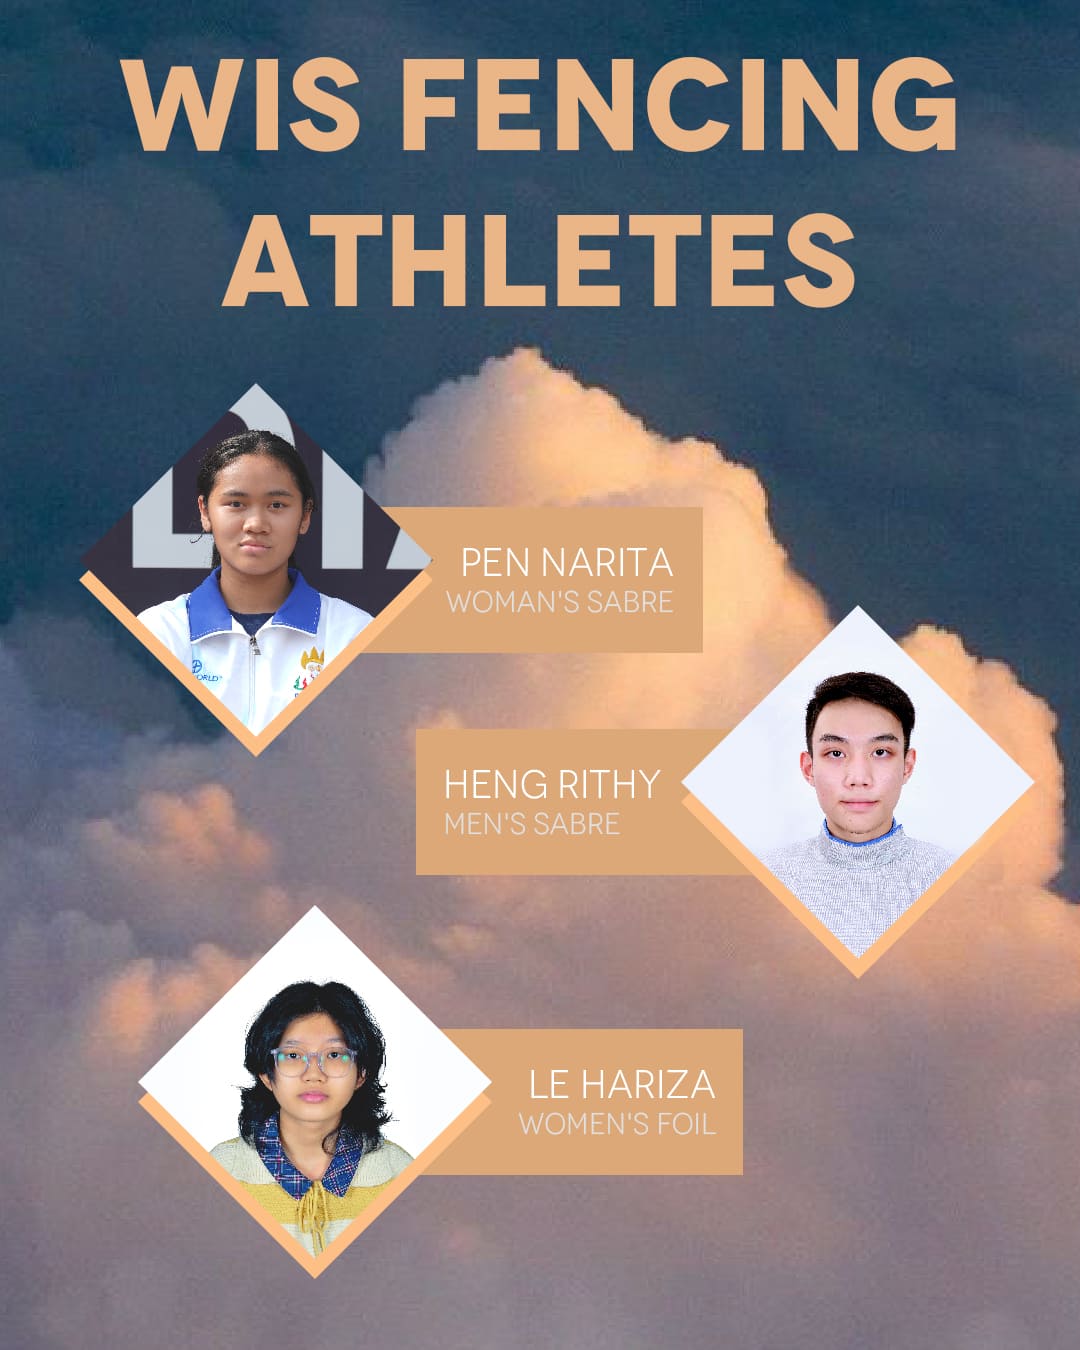 WIS FENCING
ATHLETES
PEN NARITA
WOMAN'S SABRE
HENG RITHY
MEN'S SABRE
LE HARIZA
WOMEN'S FOIL